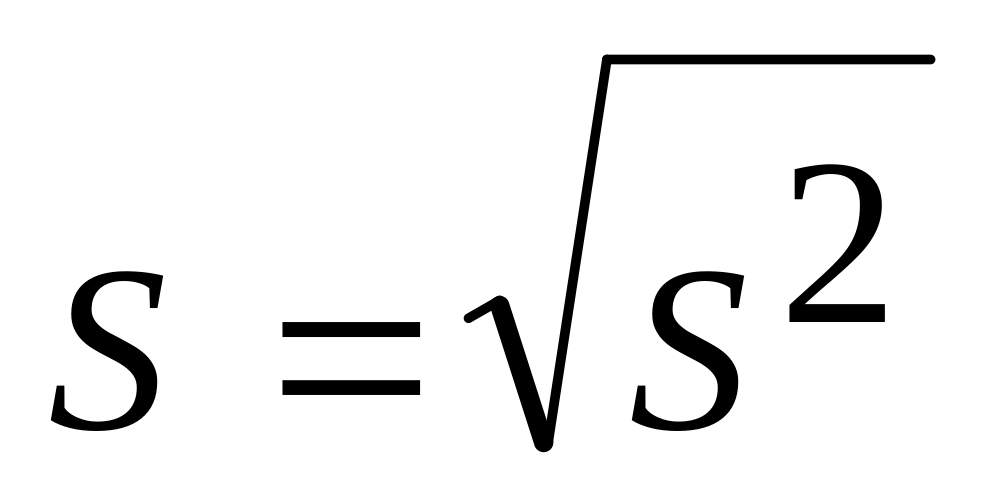 S = √S²